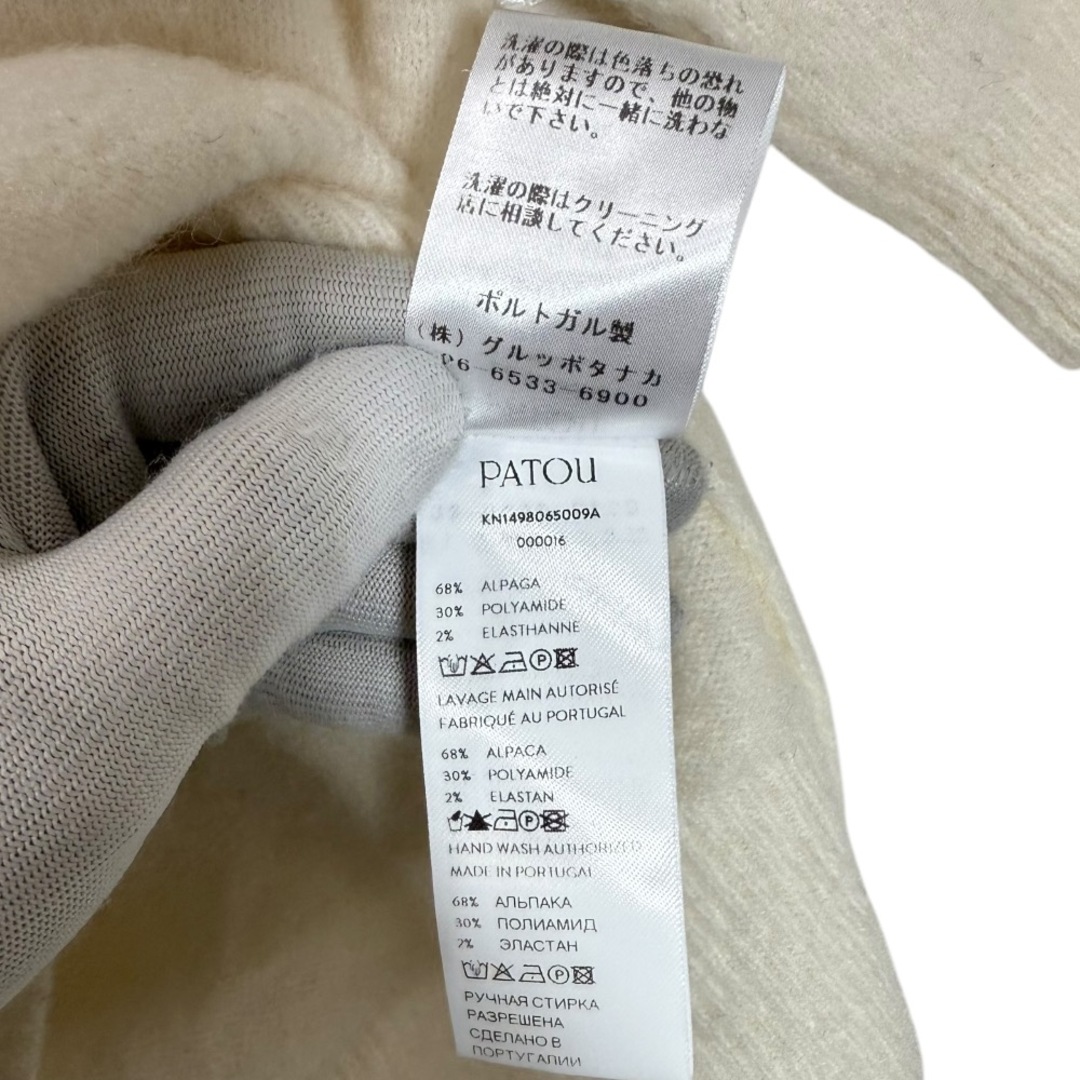 洗濯の際は色落ちの恐れ
がありますので、他の物
とは絶対に一緒に洗わな
いで下さい。
洗濯の際はクリーニング
店に相談してください。
ポルトガル製
(株) グルッポタナカ
6-6533-6900
PATOU
KN1498065009A
000016
68% ALPAGA
30% POLYAMIDE
2% ELASTHANNE
LAVAGE MAIN AUTORISÉ
FABRIQUÉ AU PORTUGAL
68% ALPACA
30% POLYAMIDE
2% ELASTAN
HAND WASH AUTHORIZED
MADE IN PORTUGAL
68% АЛЬПАКА
30% ПОЛИАМИД
2% ЭЛАСТАН
РУЧНАЯ СТИРКА
РАЗРЕШЕНА
СДЕЛАНО В
ПОРТУГАЛИИ